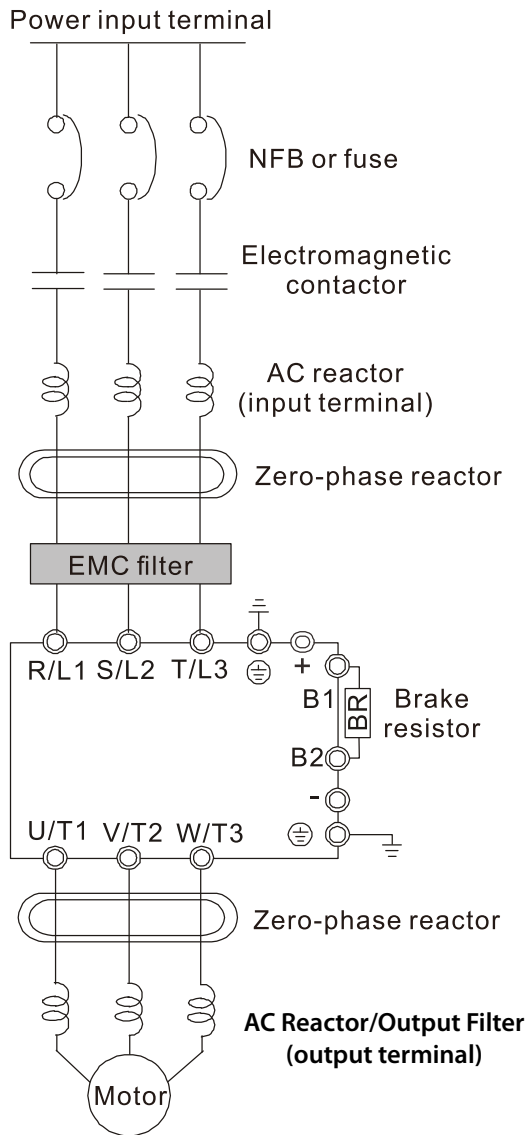 Power input terminal
NFB or fuse
Electromagnetic
contactor
AC reactor
(input terminal)
Zero-phase reactor
EMC filter
R/L1 S/L2 T/L3 +
B1
BR
Brake
resistor
B2
-
U/T1 V/T2 W/T3
Zero-phase reactor
AC Reactor/Output Filter
(output terminal)
Motor